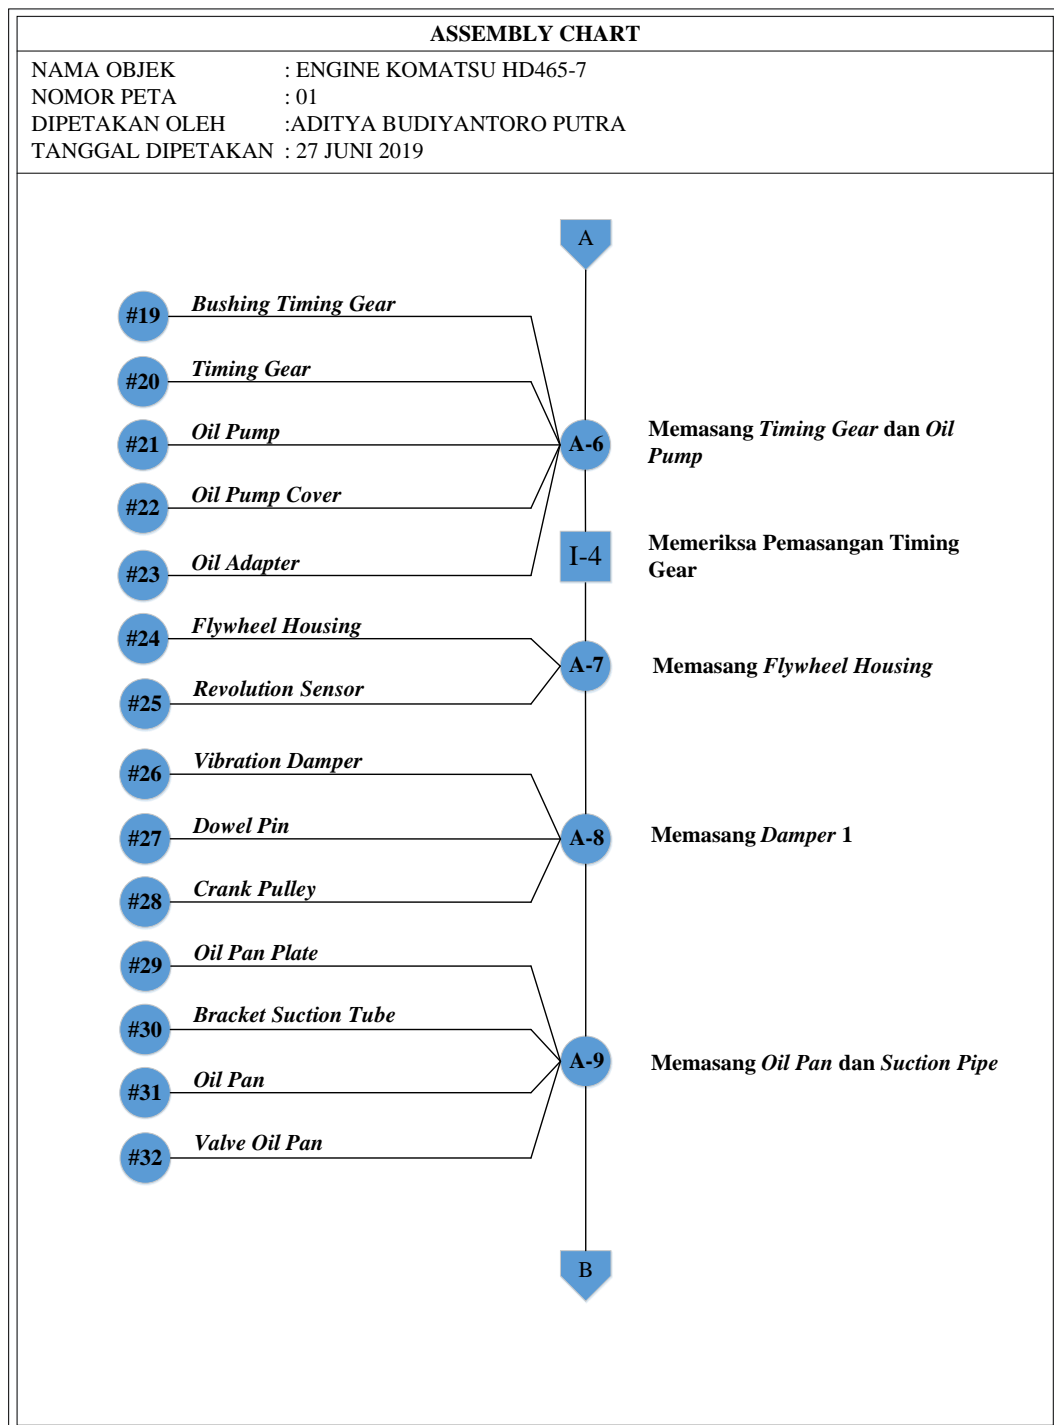 ASSEMBLY CHART
NAMA OBJEK : ENGINE KOMATSU HD465-7
NOMOR PETA : 01
DIPETAKAN OLEH :ADITYA BUDIYANTORO PUTRA
TANGGAL DIPETAKAN : 27 JUNI 2019
A
#19 Bushing Timing Gear
#20 Timing Gear
#21 Oil Pump
A-6
Memasang Timing Gear dan Oil
Pump
#22 Oil Pump Cover
#23 Oil Adapter
I-4
Memeriksa Pemasangan Timing
Gear
#24 Flywheel Housing
A-7
Memasang Flywheel Housing
#25 Revolution Sensor
#26 Vibration Damper
#27 Dowel Pin
A-8
Memasang Damper 1
#28 Crank Pulley
#29 Oil Pan Plate
#30 Bracket Suction Tube
A-9
Memasang Oil Pan dan Suction Pipe
#31 Oil Pan
#32 Valve Oil Pan
B